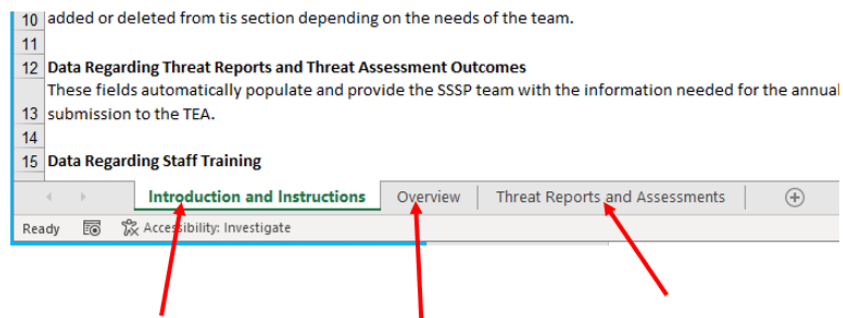 10 added or deleted from tis section depending on the needs of the team.
11
12 Data Regarding Threat Reports and Threat Assessment Outcomes
These fields automatically populate and provide the SSSP team with the information needed for the annual
13 submission to the TEA.
14
15 Data Regarding Staff Training
Introduction and Instructions Overview Threat Reports and Assessments
Ready Accessibility: Investigate